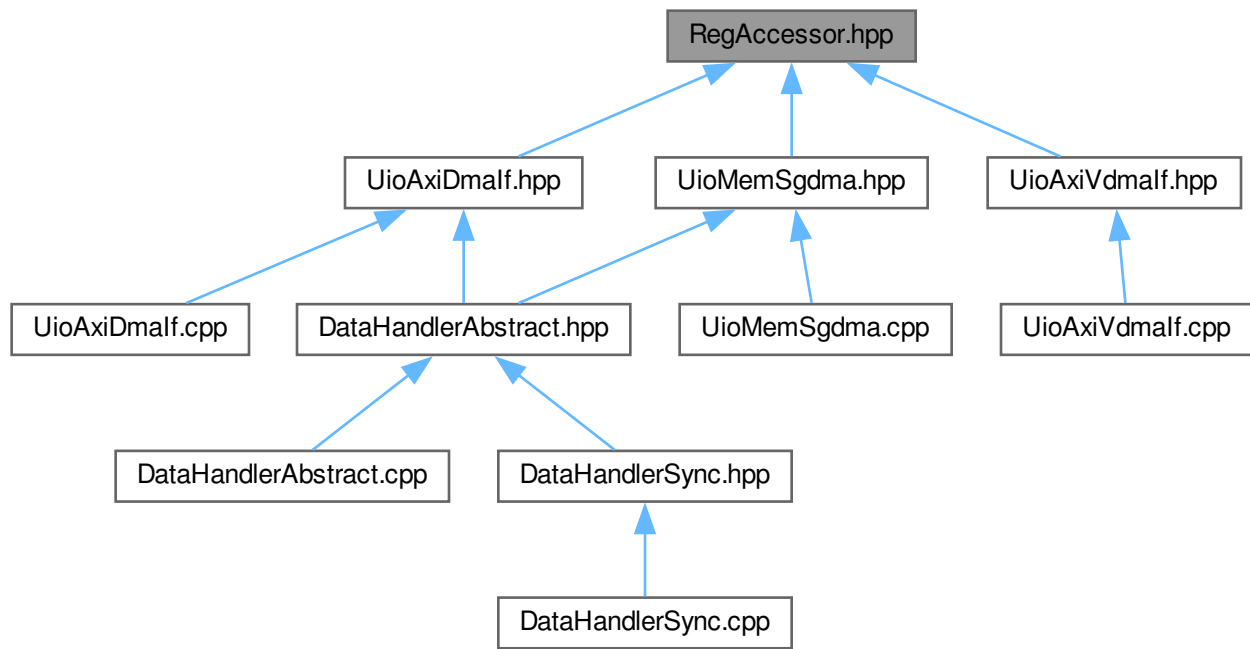 RegAccessor.hpp
UioAxiDmaIf.hpp
UioMemSgdma.hpp
UioAxiVdmaIf.hpp
UioAxiDmaIf.cpp
DataHandlerAbstract.hpp
UioMemSgdma.cpp
UioAxiVdmaIf.cpp
DataHandlerAbstract.cpp
DataHandlerSync.hpp
DataHandlerSync.cpp